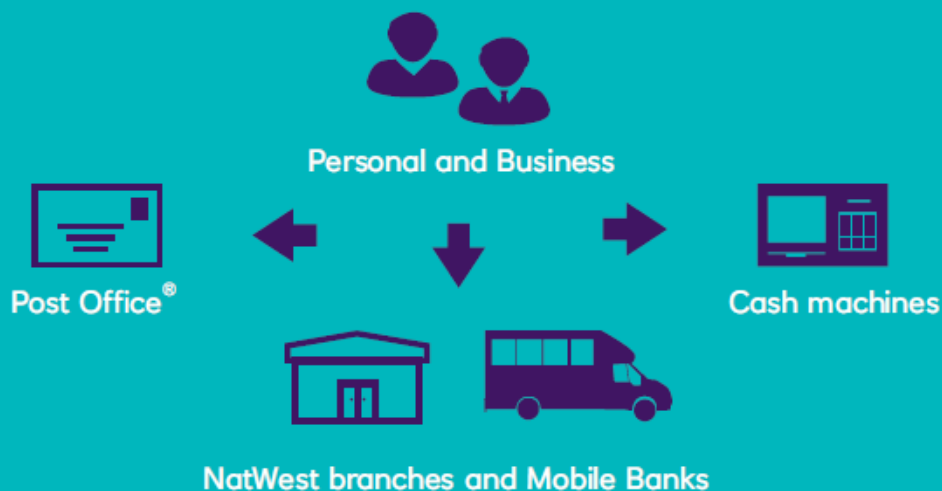 Personal and Business
Post Office®
Cash machines
NatWest branches and Mobile Banks